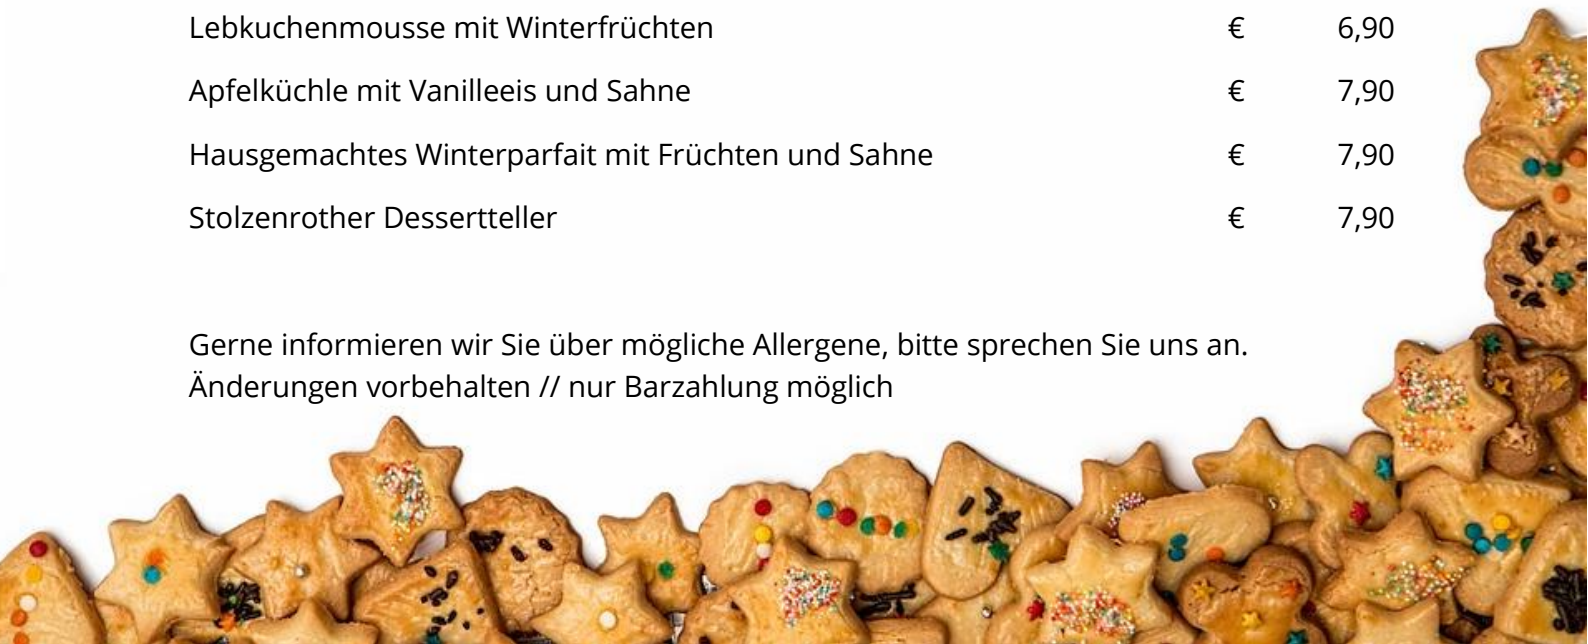 Lebkuchenmousse mit Winterfrüchten € 6,90
Apfelküchle mit Vanilleeis und Sahne € 7,90
Hausgemachtes Winterparfait mit Früchten und Sahne € 7,90
Stolzenrother Dessertteller € 7,90
Gerne informieren wir Sie über mögliche Allergene, bitte sprechen Sie uns an.
Änderungen vorbehalten // nur Barzahlung möglich